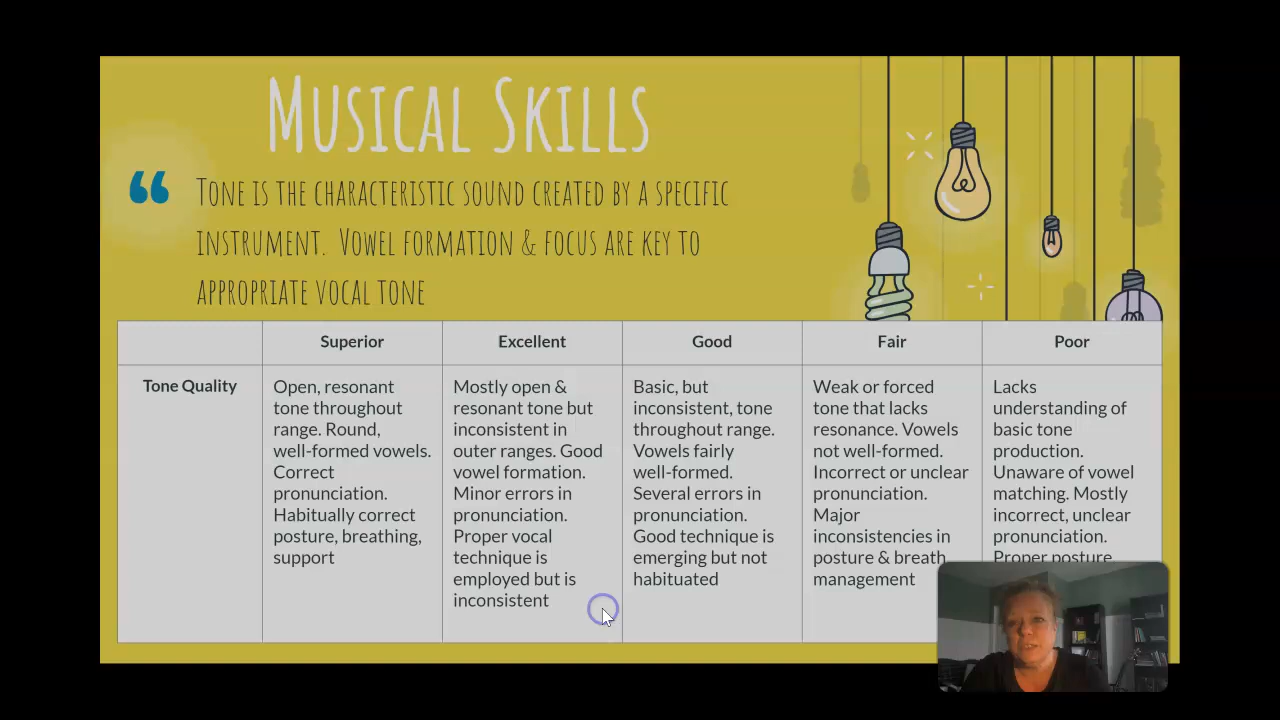 Musical Skills
“
Tone is the characteristic sound created by a specific
instrument. Vowel formation & focus are key to
appropriate vocal tone
Superior Excellent Good Fair Poor
Tone Quality
Open, resonant
tone throughout
range. Round,
well-formed vowels.
Correct
pronunciation.
Habitually correct
posture, breathing,
support
Mostly open &
resonant tone but
inconsistent in
outer ranges. Good
vowel formation.
Minor errors in
pronunciation.
Proper vocal
technique is
employed but is
inconsistent
Basic, but
inconsistent, tone
throughout range.
Vowels fairly
well-formed.
Several errors in
pronunciation.
Good technique is
emerging but not
habituated
Weak or forced
tone that lacks
resonance. Vowels
not well-formed.
Incorrect or unclear
pronunciation.
Major
inconsistencies in
posture & breath
management
Lacks
understanding of
basic tone
production.
Unaware of vowel
matching. Mostly
incorrect, unclear
pronunciation.
Proper posture